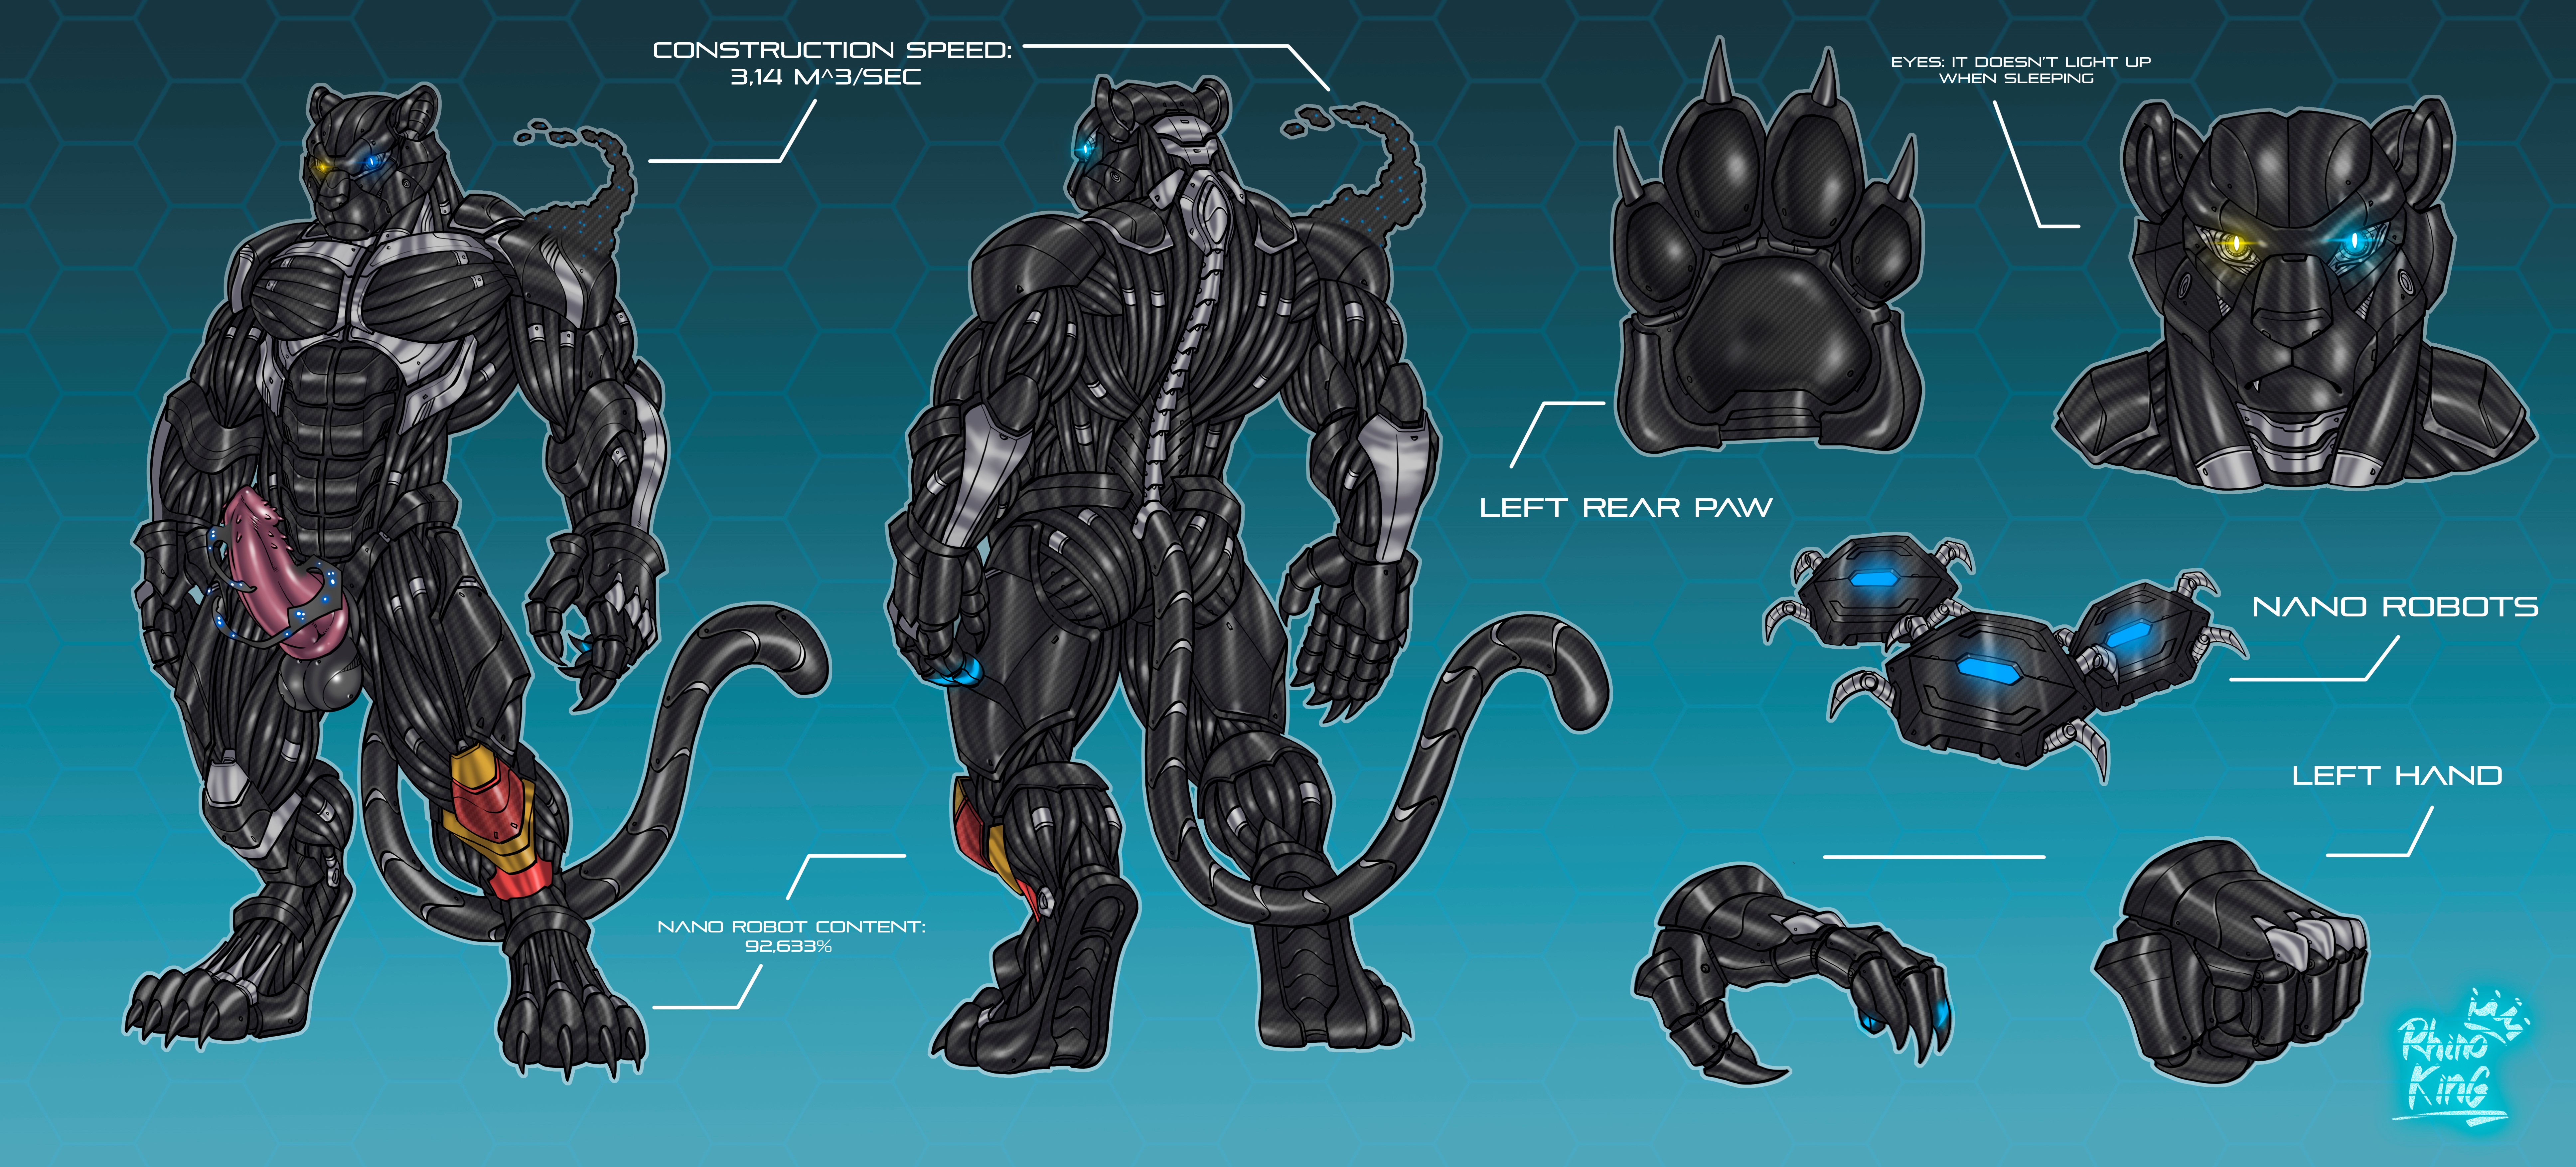 CONSTRUCTION SPEED:
3,14 M^3/SEC
EYES: IT DOESN'T LIGHT UP
WHEN SLEEPING
LEFT REAR PAW
NANO ROBOTS
LEFT HAND
NANO ROBOT CONTENT:
92,633%
Rhino
King